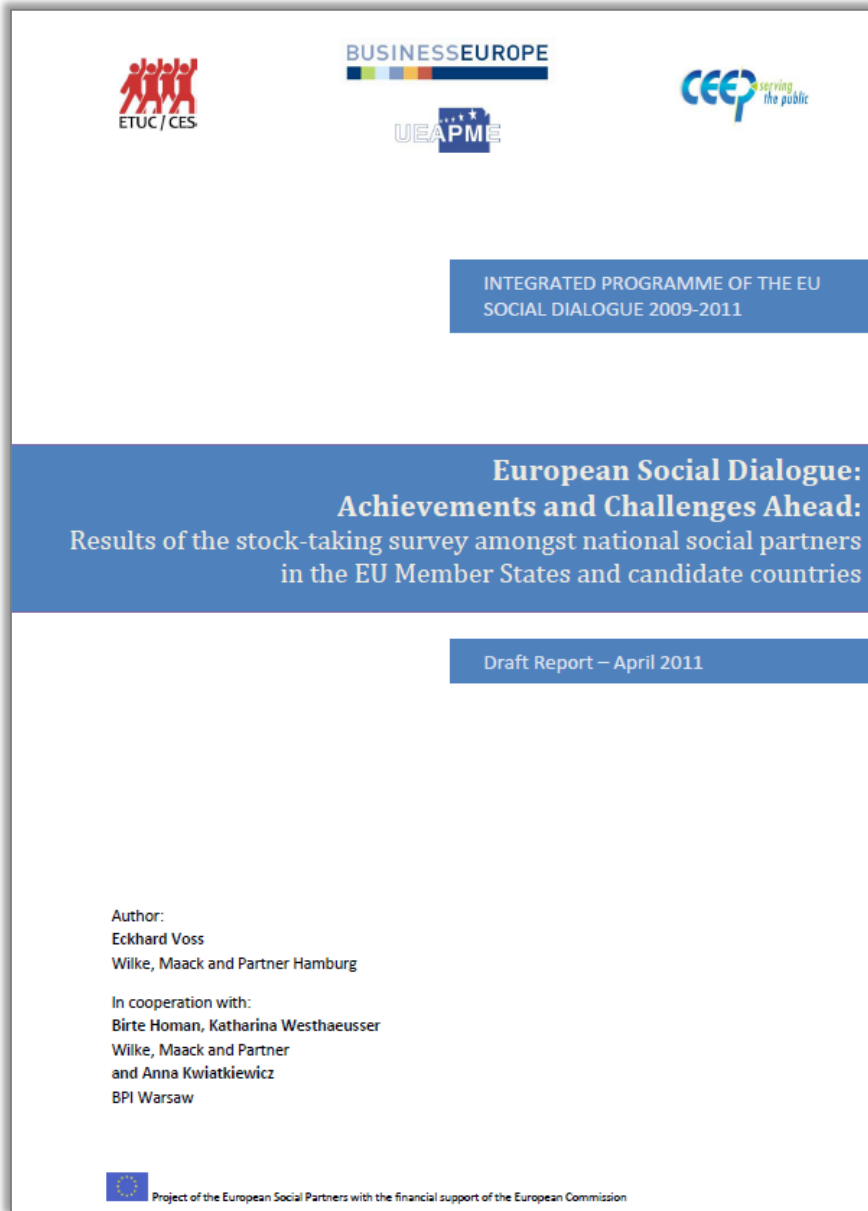 BUSINESSEUROPE
ETUC/CES
UEAPME
CEEP serving
the public
INTEGRATED PROGRAMME OF THE EU
SOCIAL DIALOGUE 2009-2011
European Social Dialogue:
Achievements and Challenges Ahead:
Results of the stock-taking survey amongst national social partners
in the EU Member States and candidate countries
Draft Report – April 2011
Author:
Eckhard Voss
Wilke, Maack and Partner Hamburg
In cooperation with:
Birte Homan, Katharina Westhaeusser
Wilke, Maack and Partner
and Anna Kwiatkiewicz
BPI Warsaw
Project of the European Social Partners with the financial support of the European Commission